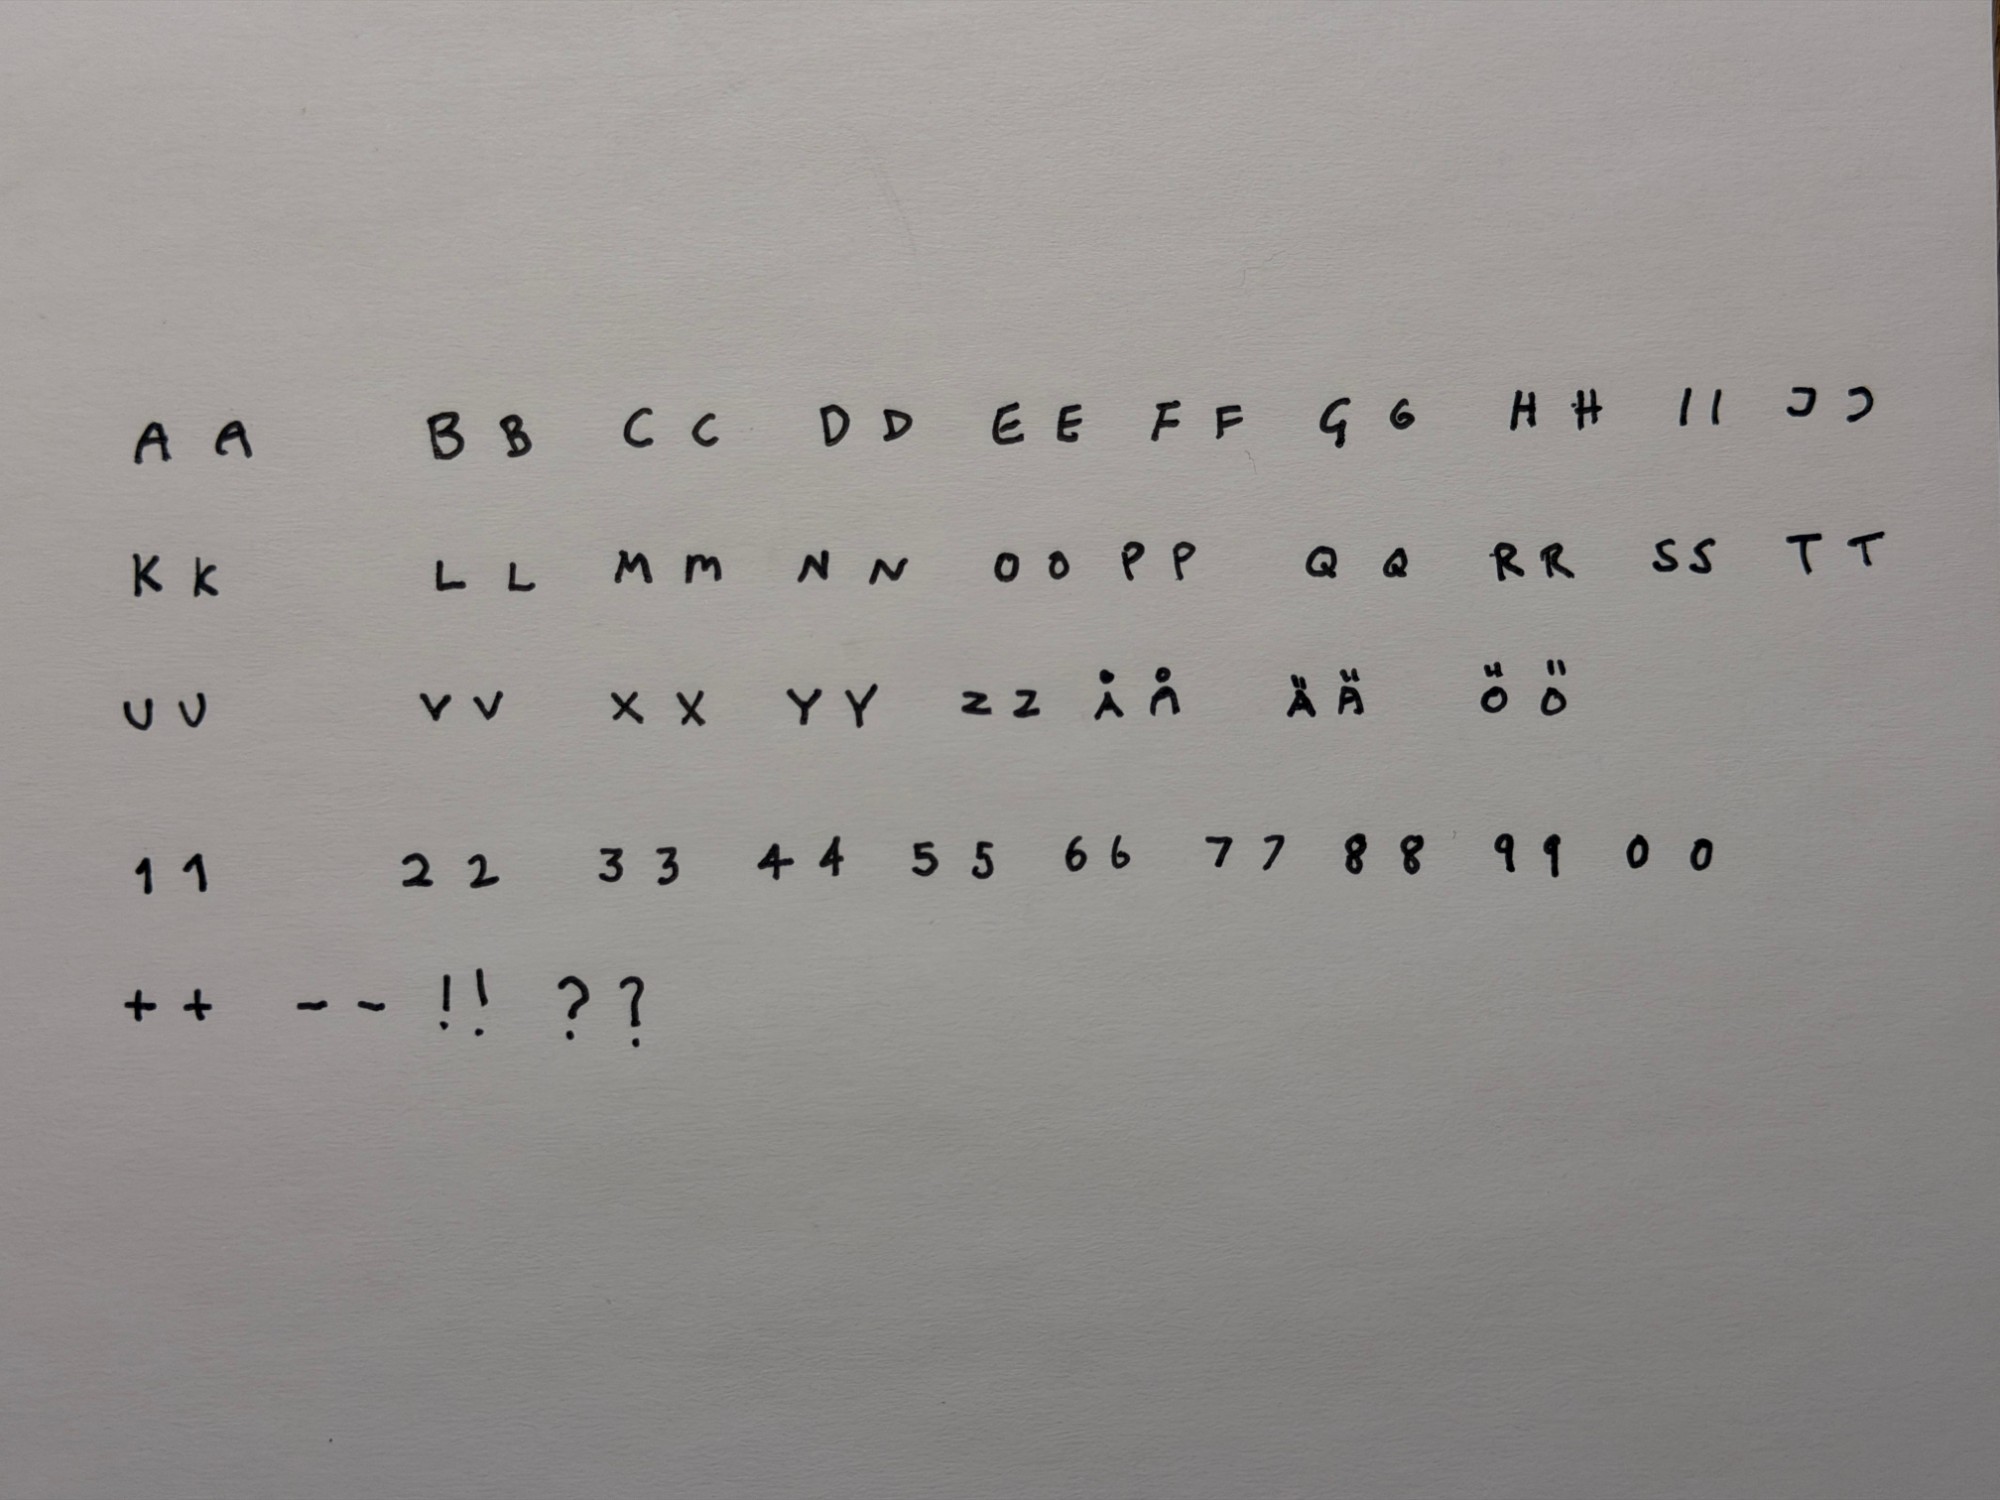 A A B B C C D D E E F F G G H H I I J J
K K L L M M N N O O P P Q Q R R S S T T
U U V V X X Y Y Z Z Å Å Ä Ä Ö Ö
1 1 2 2 3 3 4 4 5 5 6 6 7 7 8 8 9 9 0 0
+ + - - ! ! ? ?